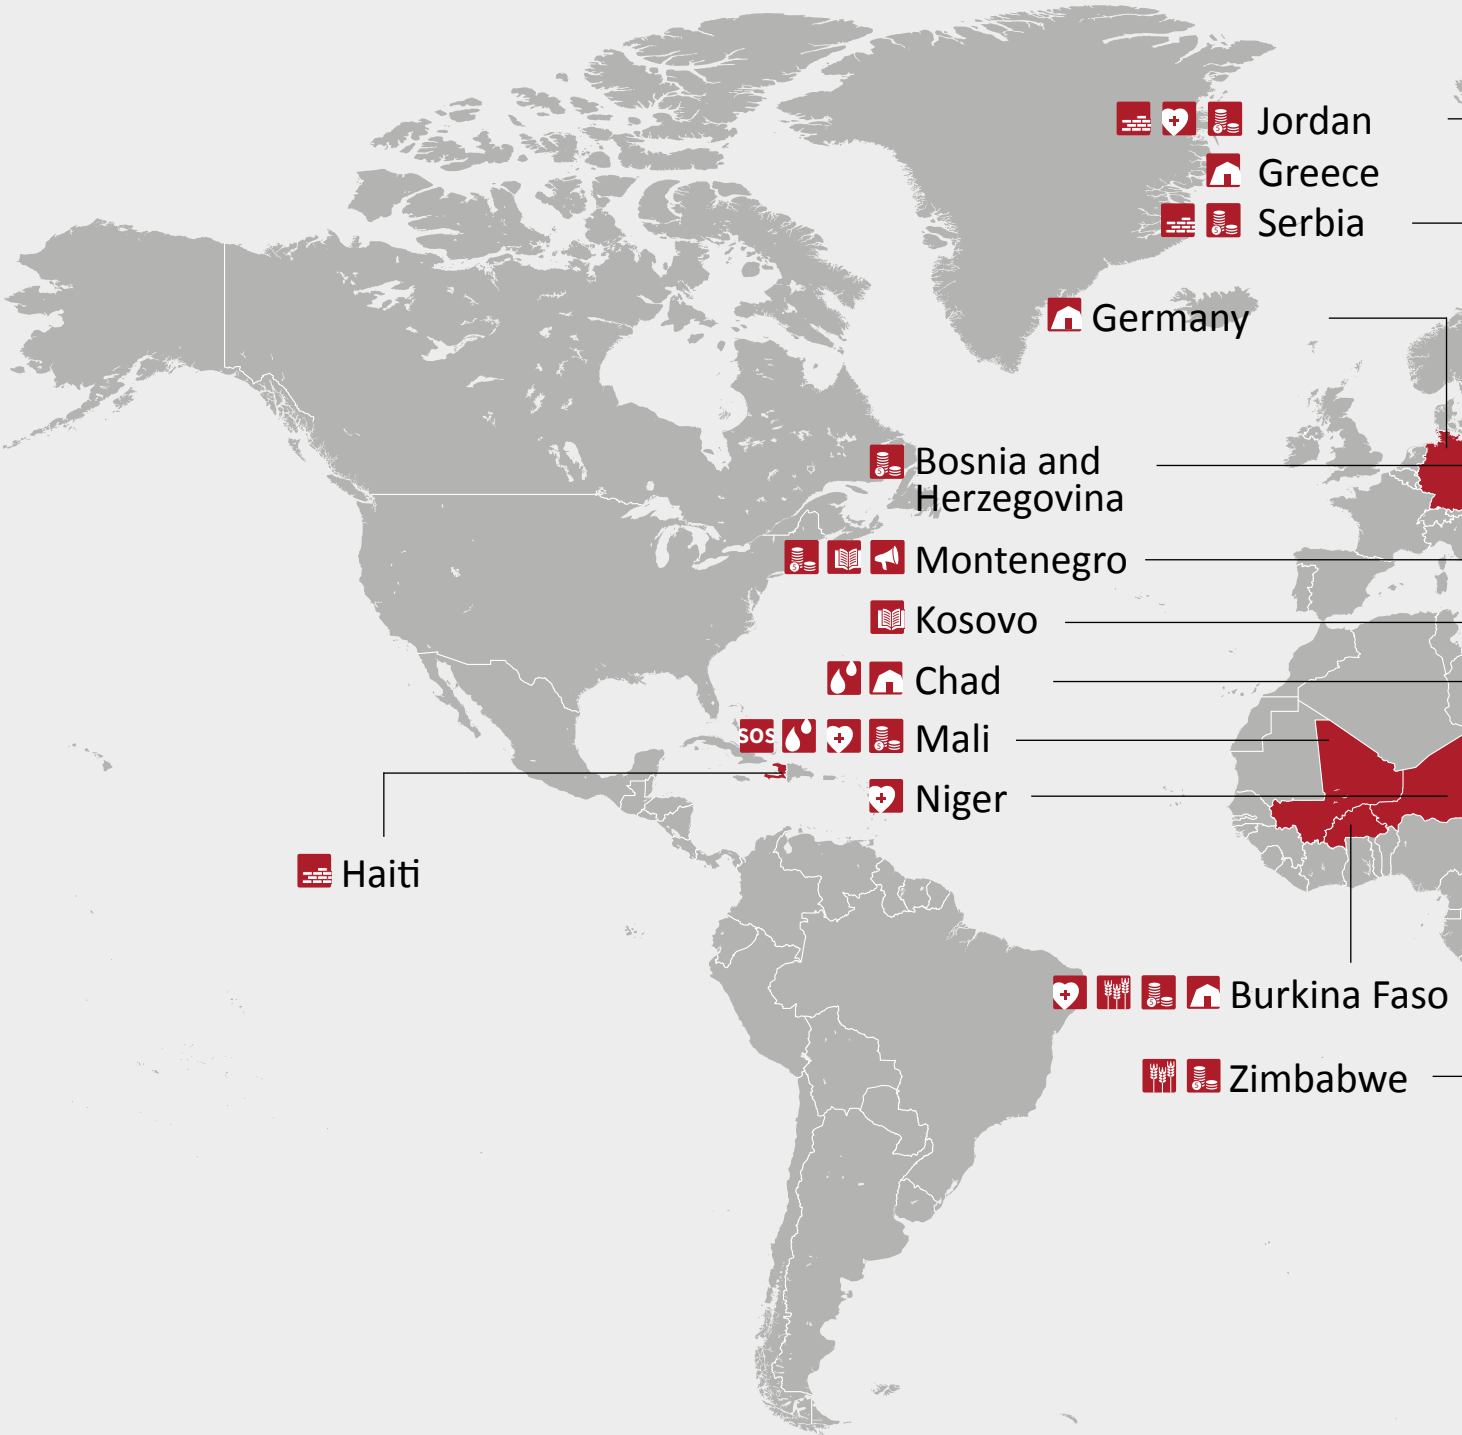 Jordan
Greece
Serbia
Germany
Bosnia and
Herzegovina
Montenegro
Kosovo
Chad
SOS Mali
Niger
Haiti
Burkina Faso
Zimbabwe